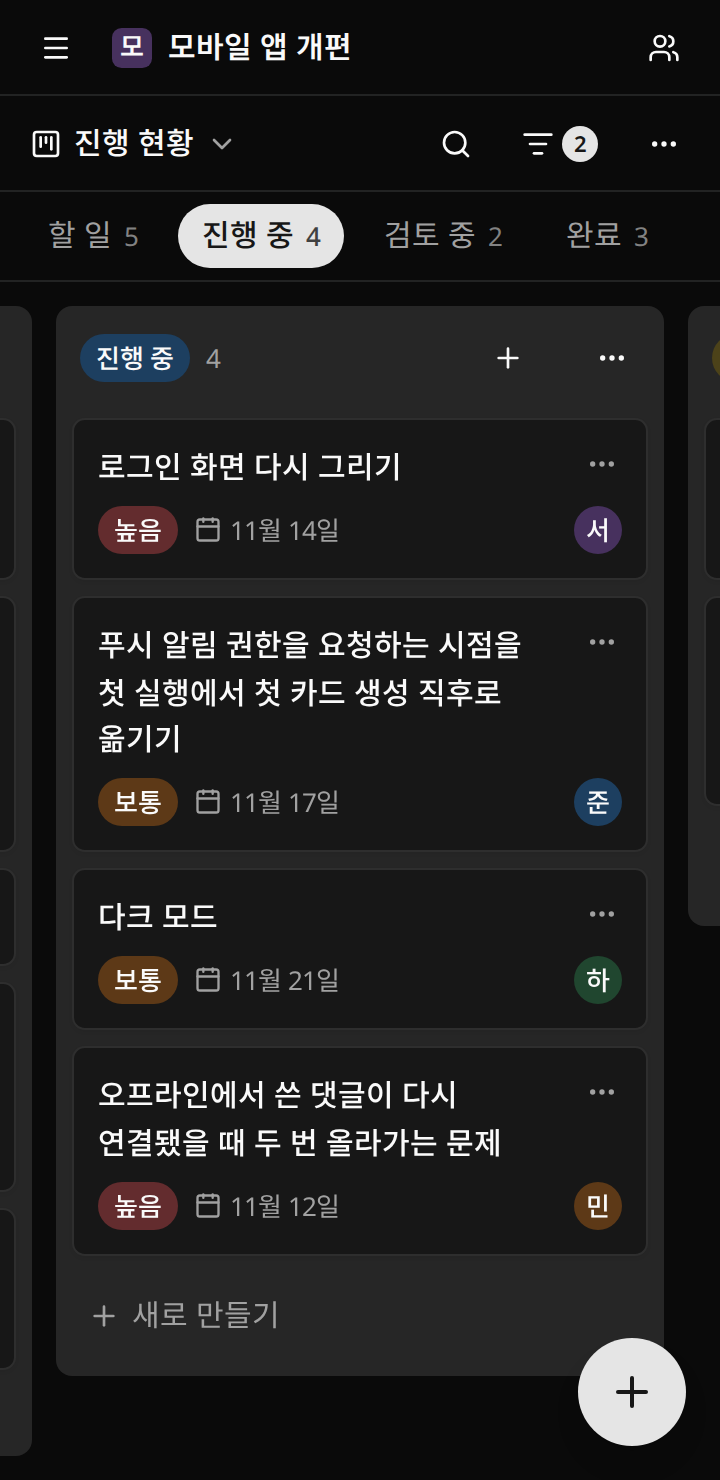 모 모바일 앱 개편
진행 현황 2
할 일 5 진행 중 4 검토 중 2 완료 3
진행 중 4
로그인 화면 다시 그리기
높음 11월 14일 서
푸시 알림 권한을 요청하는 시점을
첫 실행에서 첫 카드 생성 직후로
옮기기
보통 11월 17일 준
다크 모드
보통 11월 21일 하
오프라인에서 쓴 댓글이 다시
연결됐을 때 두 번 올라가는 문제
높음 11월 12일 민
새로 만들기